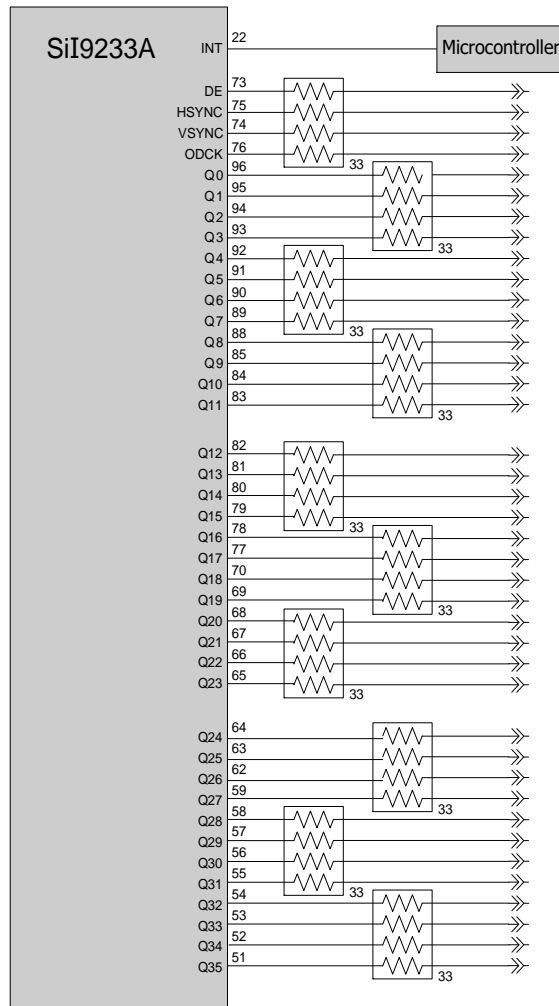 SiI9233A
INT 22 Microcontroller
DE 73
HSYNC 75
VSYNC 74
ODCK 76
33
Q0 96
Q1 95
Q2 94
Q3 93
33
Q4 92
Q5 91
Q6 90
Q7 89
33
Q8 88
Q9 85
Q10 84
Q11 83
33
Q12 82
Q13 81
Q14 80
Q15 79
33
Q16 78
Q17 77
Q18 70
Q19 69
33
Q20 68
Q21 67
Q22 66
Q23 65
33
Q24 64
Q25 63
Q26 62
Q27 59
33
Q28 58
Q29 57
Q30 56
Q31 55
33
Q32 54
Q33 53
Q34 52
Q35 51
33